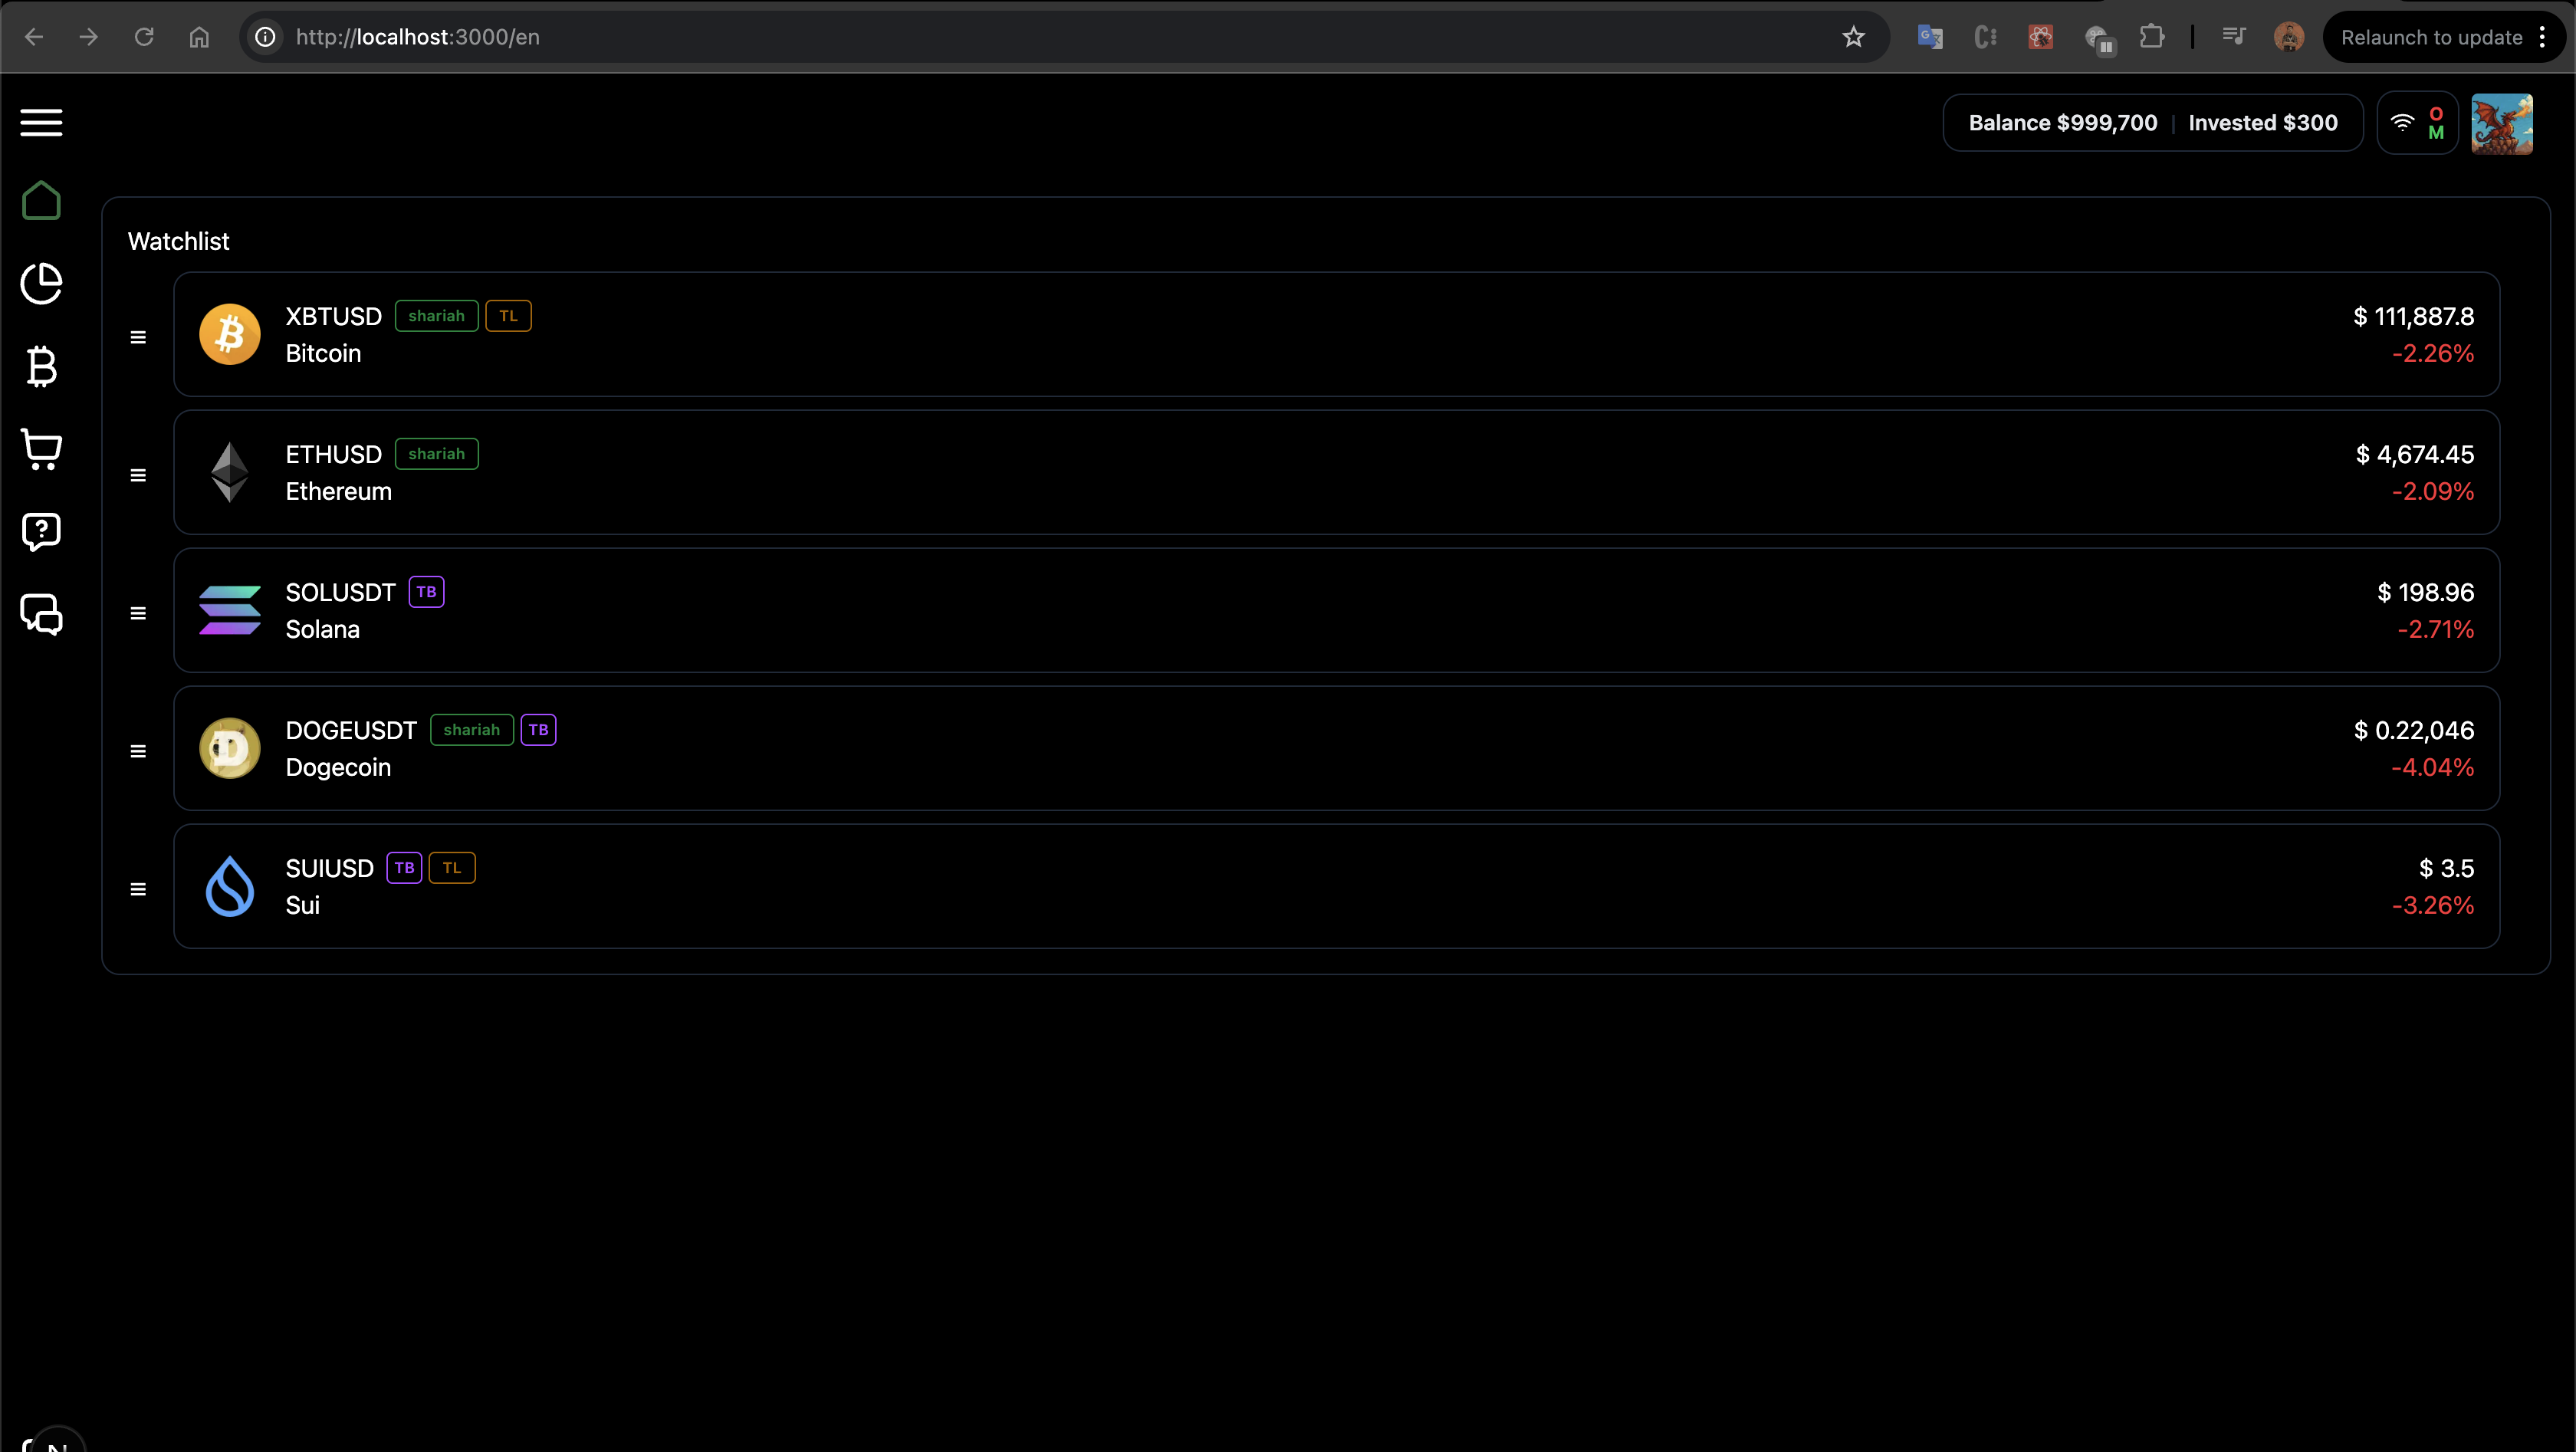 http://localhost:3000/en
Relaunch to update
Balance $999,700 | Invested $300
O
M
Watchlist
XBTUSD shariah TL
Bitcoin
$ 111,887.8
-2.26%
ETHUSD shariah
Ethereum
$ 4,674.45
-2.09%
SOLUSDT TB
Solana
$ 198.96
-2.71%
DOGEUSDT shariah TB
Dogecoin
$ 0.22,046
-4.04%
SUIUSD TB TL
Sui
$ 3.5
-3.26%